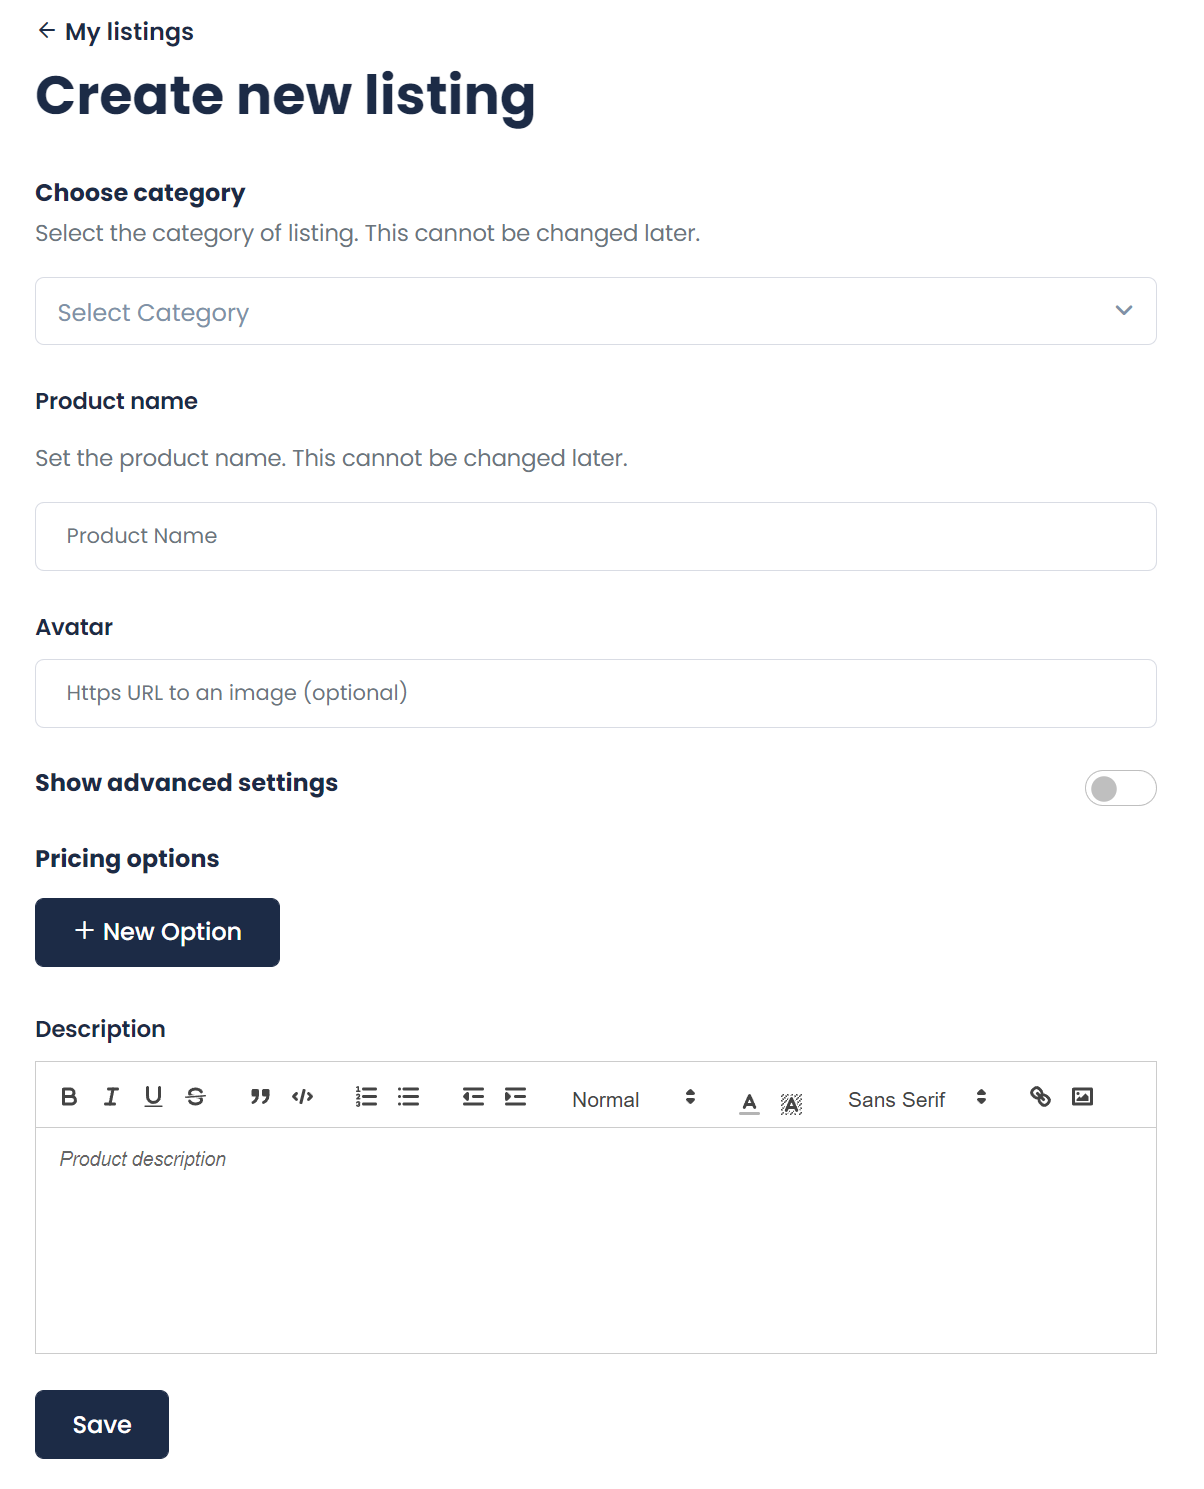 My listings
Create new listing
Choose category
Select the category of listing. This cannot be changed later.
Select Category
Product name
Set the product name. This cannot be changed later.
Product Name
Avatar
Https URL to an image (optional)
Show advanced settings
Pricing options
+ New Option
Description
Normal Sans Serif
Product description
Save